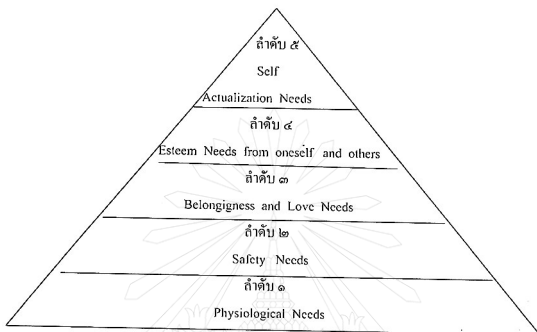 ลำดับ ๕
Self
Actualization Needs
ลำดับ ๔
Esteem Needs from oneself and others
ลำดับ ๓
Belongigness and Love Needs
ลำดับ ๒
Safety Needs
ลำดับ ๑
Physiological Needs